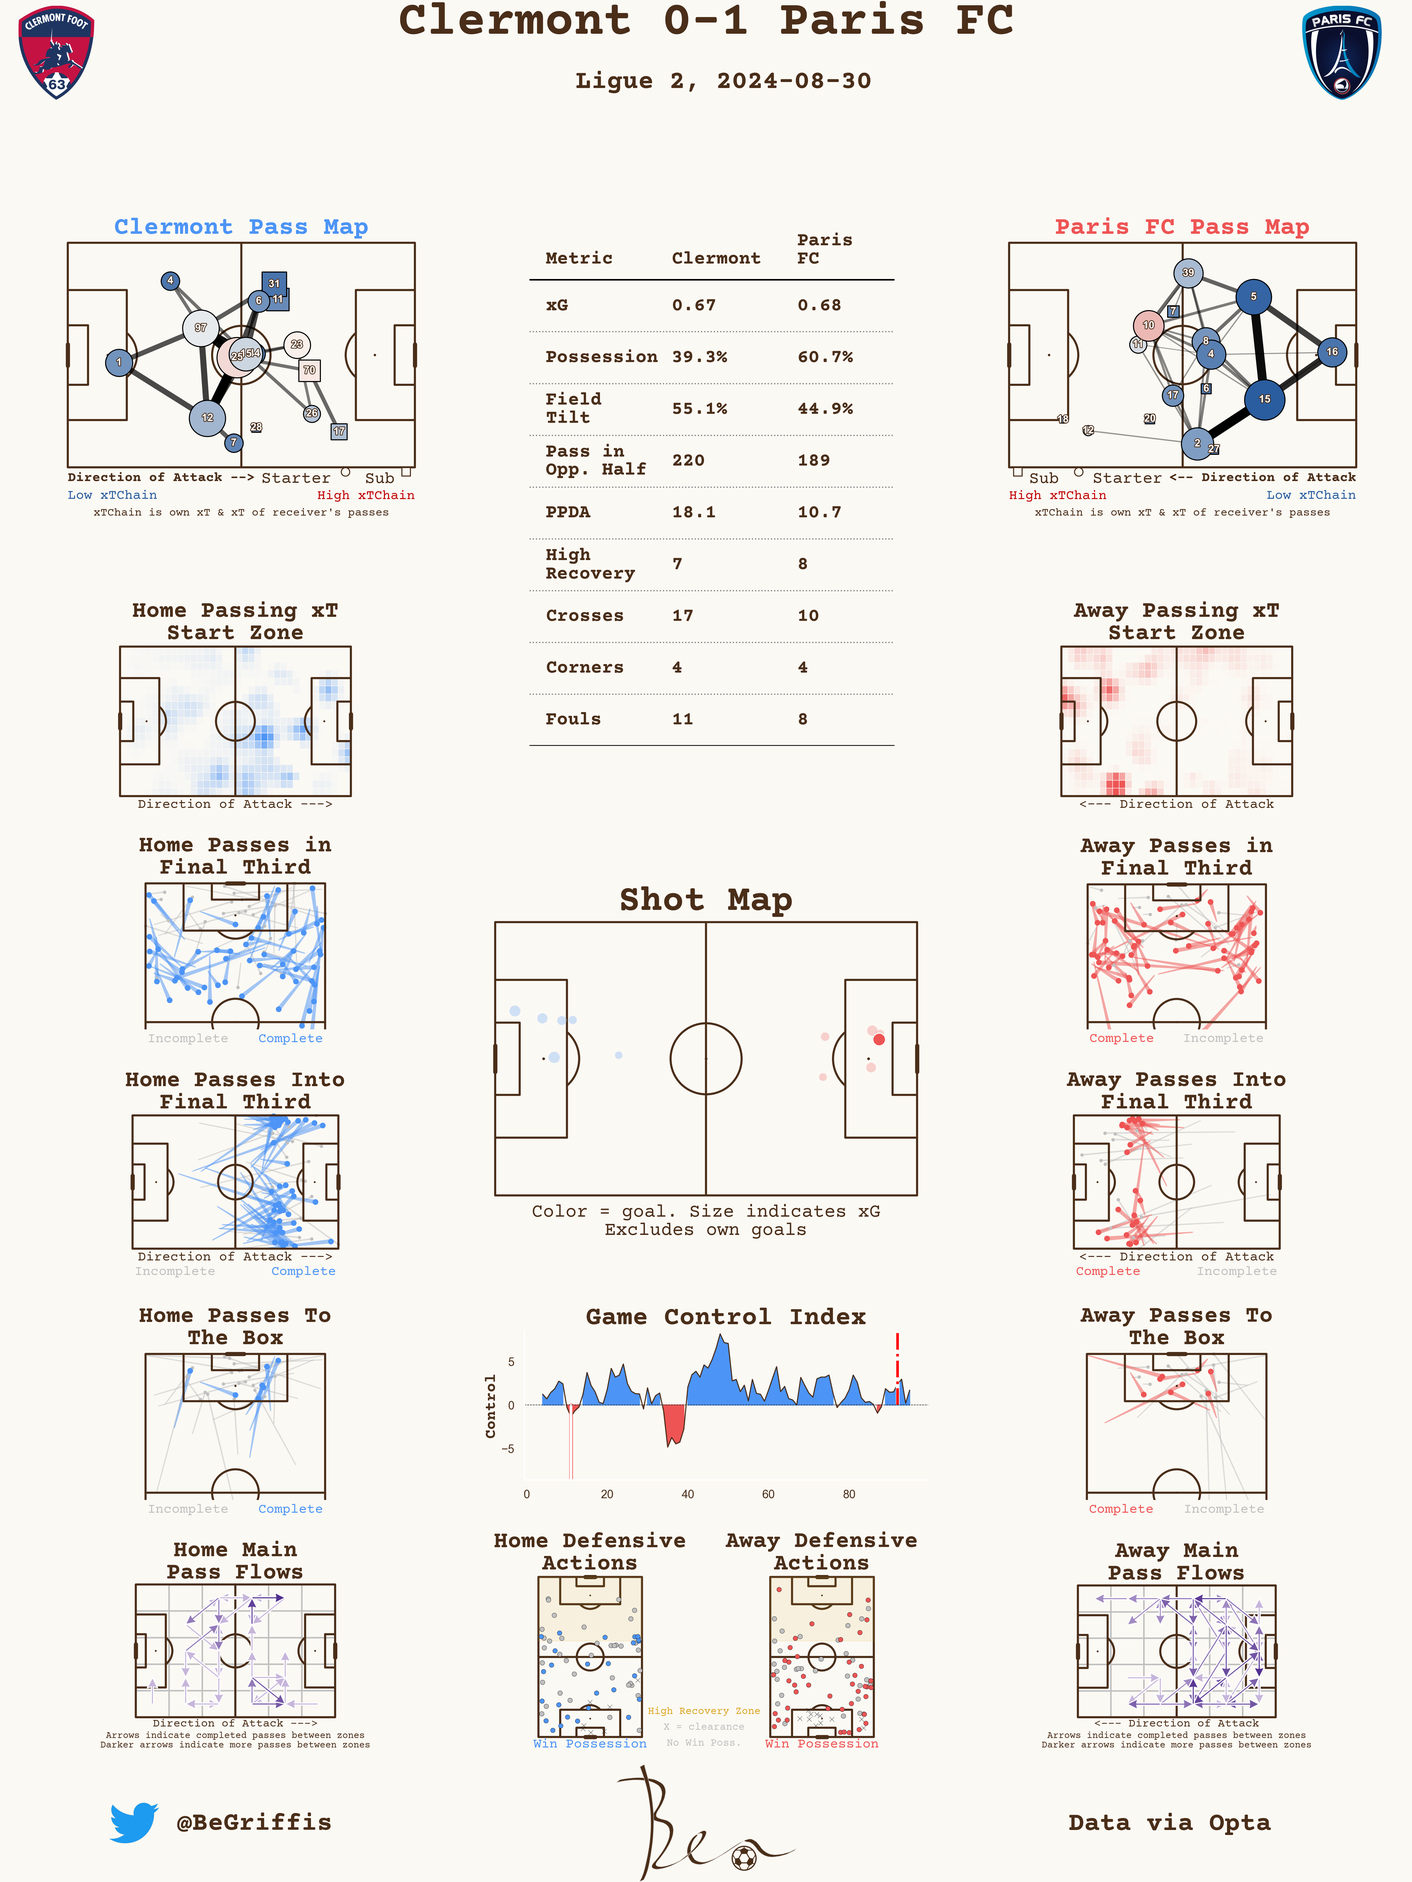 Clermont 0-1 Paris FC
Ligue 2, 2024-08-30
CLERMONT FOOT
63
PARIS FC
Clermont Pass Map
4
31
11
6
97
1
25
15
14
23
70
12
26
28
17
7
Direction of Attack --> Starter Sub
Low xTChain High xTChain
xTChain is own xT & xT of receiver's passes
Metric Clermont Paris FC
xG 0.67 0.68
Possession 39.3% 60.7%
Field Tilt 55.1% 44.9%
Pass in Opp. Half 220 189
PPDA 18.1 10.7
High Recovery 7 8
Crosses 17 10
Corners 4 4
Fouls 11 8
Paris FC Pass Map
39
5
7
10
11
8
4
16
17
6
15
18
20
12
2
27
Sub Starter <-- Direction of Attack
High xTChain Low xTChain
xTChain is own xT & xT of receiver's passes
Home Passing xT
Start Zone
Direction of Attack --->
Away Passing xT
Start Zone
<--- Direction of Attack
Home Passes in
Final Third
Incomplete Complete
Away Passes in
Final Third
Complete Incomplete
Shot Map
Color = goal. Size indicates xG
Excludes own goals
Home Passes Into
Final Third
Direction of Attack --->
Incomplete Complete
Away Passes Into
Final Third
<--- Direction of Attack
Complete Incomplete
Home Passes To
The Box
Incomplete Complete
Game Control Index
Control
5
0
−5
0 20 40 60 80
Away Passes To
The Box
Complete Incomplete
Home Main
Pass Flows
Direction of Attack --->
Arrows indicate completed passes between zones
Darker arrows indicate more passes between zones
Home Defensive
Actions
Win Possession
High Recovery Zone
X = clearance
No Win Poss.
Away Defensive
Actions
Win Possession
Away Main
Pass Flows
<--- Direction of Attack
Arrows indicate completed passes between zones
Darker arrows indicate more passes between zones
@BeGriffis
Ben
Data via Opta